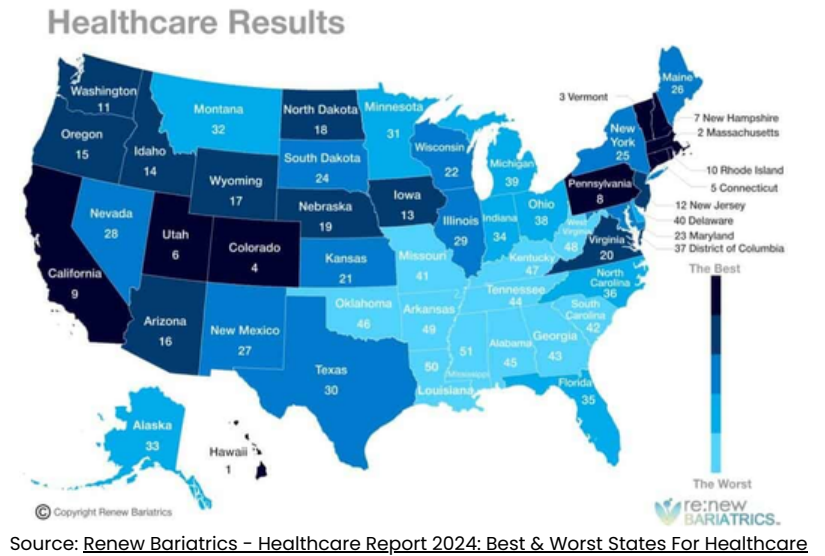 Healthcare Results
Washington
11
Oregon
15
Idaho
14
Montana
32
North Dakota
18
Minnesota
31
South Dakota
24
Wyoming
17
Nebraska
19
Iowa
13
Wisconsin
22
Michigan
39
Maine
26
3 Vermont
7 New Hampshire
2 Massachusetts
New
York
25
10 Rhode Island
5 Connecticut
Pennsylvania
8
12 New Jersey
40 Delaware
23 Maryland
37 District of Columbia
Nevada
28
Utah
6
Colorado
4
California
9
Kansas
21
Missouri
41
Illinois
29
Indiana
34
Ohio
38
West
Virginia
48
Virginia
20
Kentucky
47
North
Carolina
36
Tennessee
44
South
Carolina
42
Arizona
16
New Mexico
27
Oklahoma
46
Arkansas
49
Texas
30
50
Louisiana
51
Mississippi
Alabama
45
Georgia
43
Florida
35
Alaska
33
Hawaii
1
The Best
The Worst
© Copyright Renew Bariatrics
re:new
BARIATRICS
Source: Renew Bariatrics - Healthcare Report 2024: Best & Worst States For Healthcare